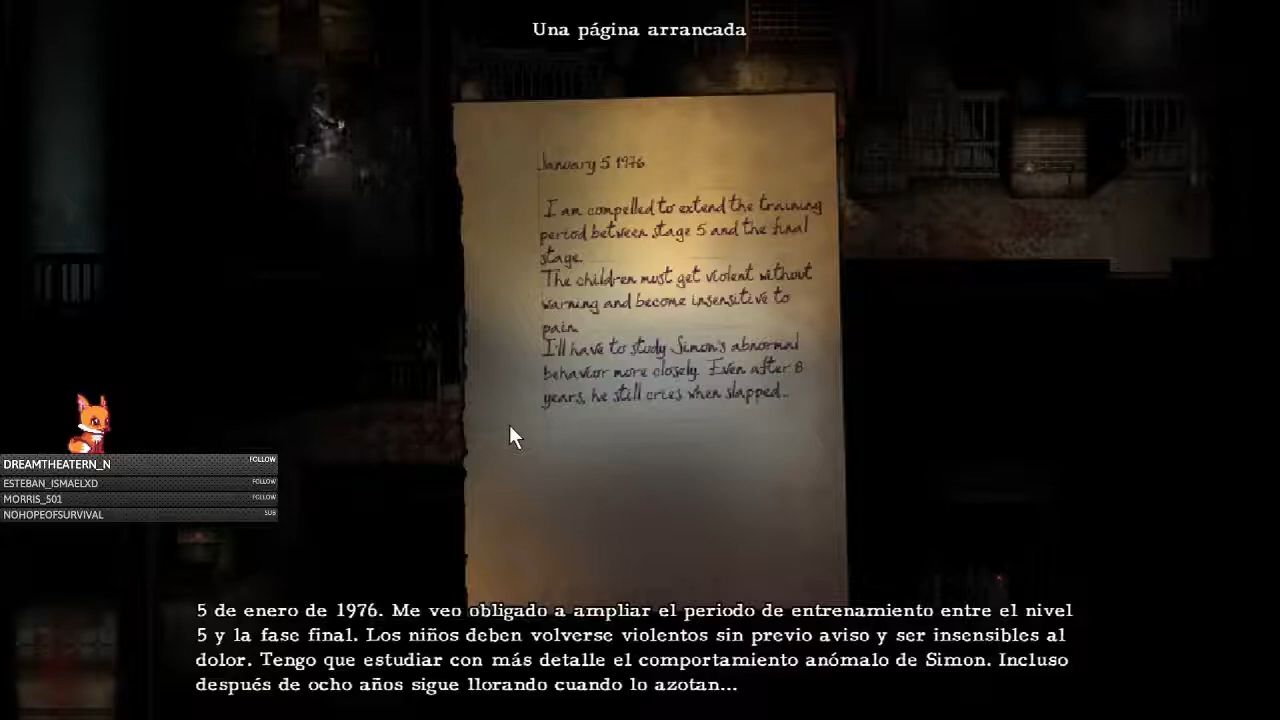 Una página arrancada
January 5 1976
I am compelled to extend the training
period between stage 5 and the final
stage.
The children must get violent without
warning and become insensitive to
pain.
I'll have to study Simon's abnormal
behavior more closely. Even after 8
years, he still cries when slapped...
DREAMTHEATERN_N FOLLOW
ESTEBAN_ISMAELXD FOLLOW
MORRIS_501 FOLLOW
NOHOPEOFSURVIVAL SUB
5 de enero de 1976. Me veo obligado a ampliar el periodo de entrenamiento entre el nivel
5 y la fase final. Los niños deben volverse violentos sin previo aviso y ser insensibles al
dolor. Tengo que estudiar con más detalle el comportamiento anómalo de Simon. Incluso
después de ocho años sigue llorando cuando lo azotan...